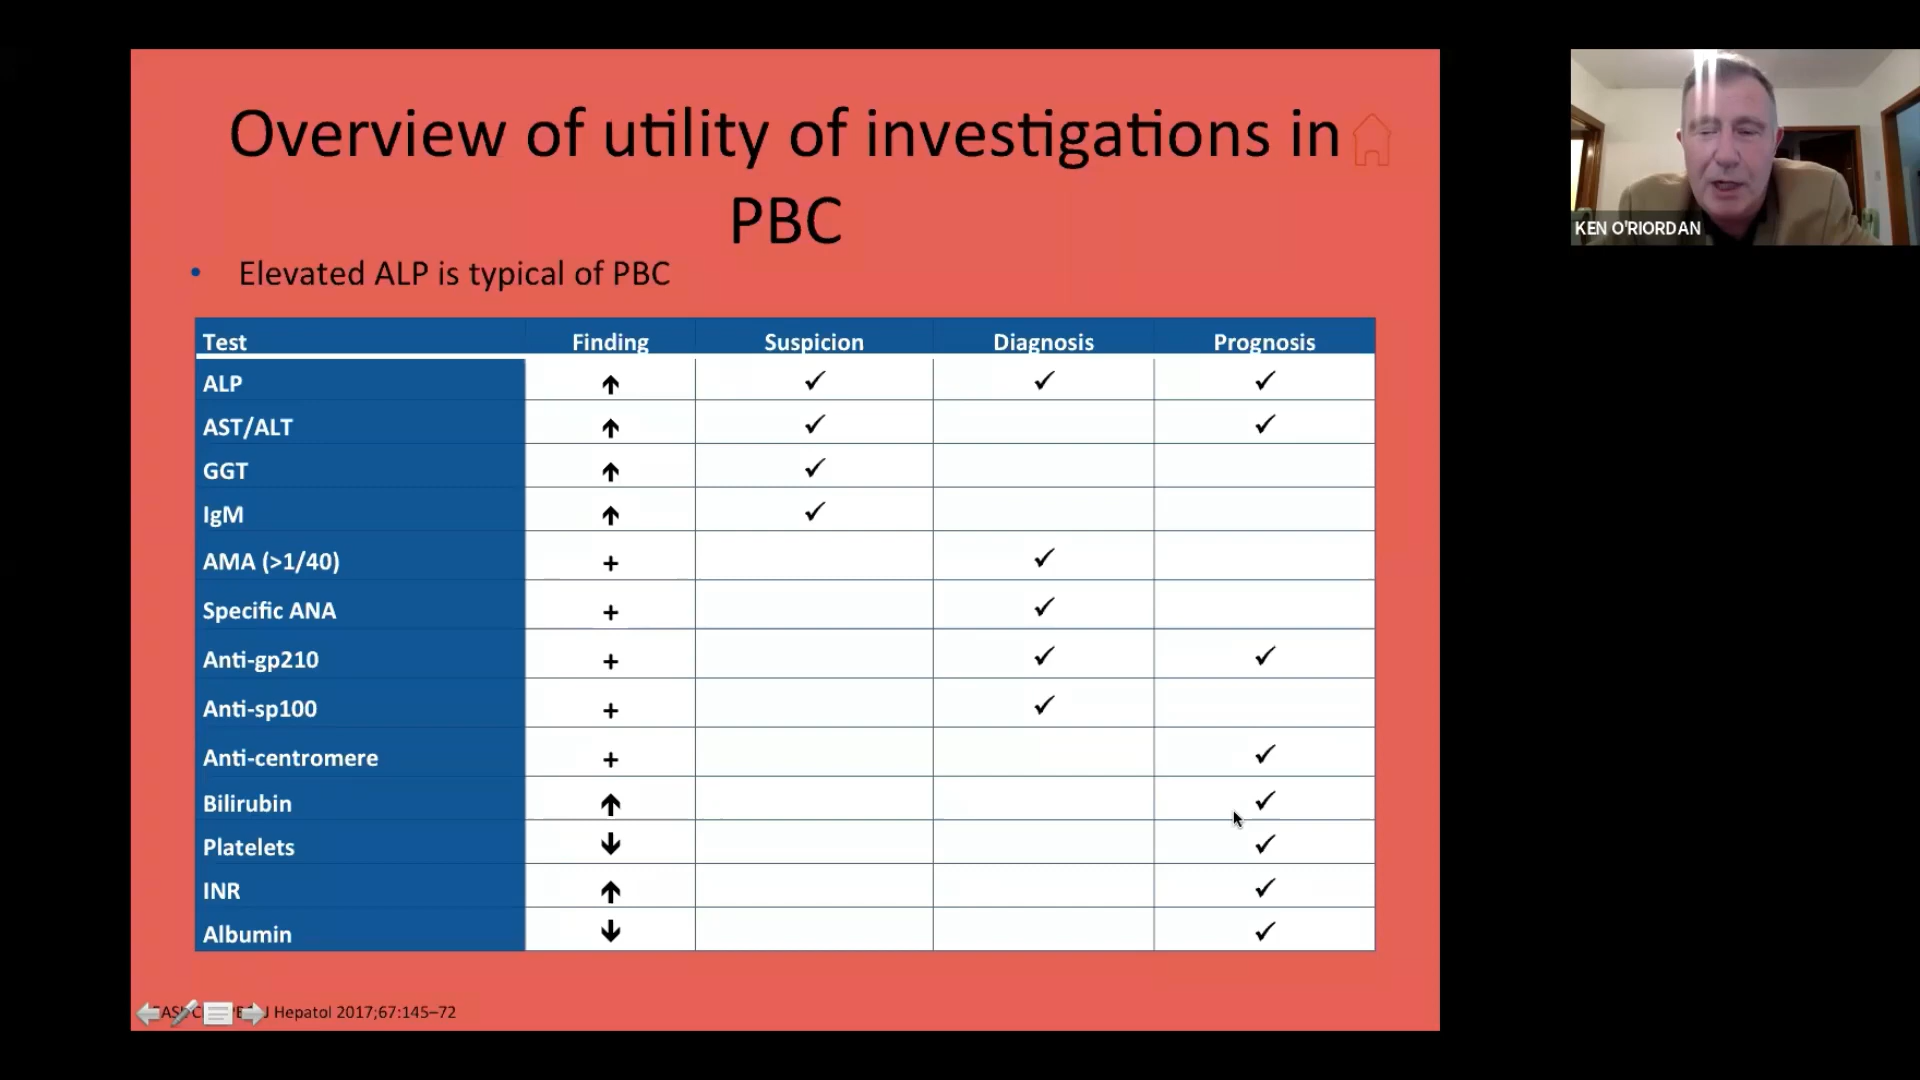 Overview of utility of investigations in
PBC
• Elevated ALP is typical of PBC
Test Finding Suspicion Diagnosis Prognosis
ALP ↑ ✓ ✓ ✓
AST/ALT ↑ ✓ ✓
GGT ↑ ✓
IgM ↑ ✓
AMA (>1/40) + ✓
Specific ANA + ✓
Anti-gp210 + ✓ ✓
Anti-sp100 + ✓
Anti-centromere + ✓
Bilirubin ↑ ✓
Platelets ↓ ✓
INR ↑ ✓
Albumin ↓ ✓
J Hepatol 2017;67:145–72
KEN O'RIORDAN